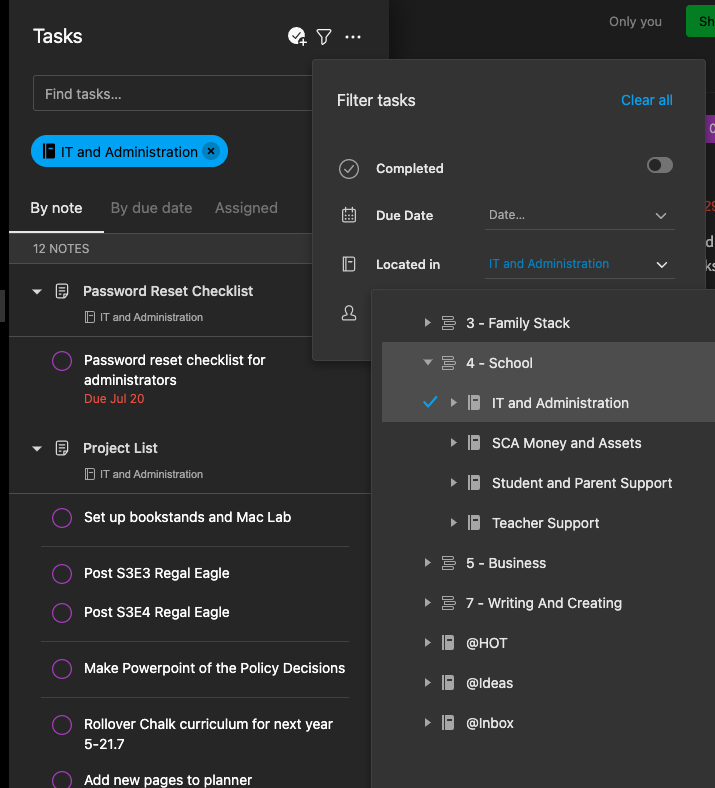 Only you
Sh
Tasks
Find tasks...
IT and Administration
By note
By due date
Assigned
12 NOTES
Password Reset Checklist
IT and Administration
Password reset checklist for
administrators
Due Jul 20
Project List
IT and Administration
Set up bookstands and Mac Lab
Post S3E3 Regal Eagle
Post S3E4 Regal Eagle
Make Powerpoint of the Policy Decisions
Rollover Chalk curriculum for next year
5-21.7
Add new pages to planner
Filter tasks
Clear all
Completed
Due Date
Date...
Located in
IT and Administration
3 - Family Stack
4 - School
IT and Administration
SCA Money and Assets
Student and Parent Support
Teacher Support
5 - Business
7 - Writing And Creating
@HOT
@Ideas
@Inbox